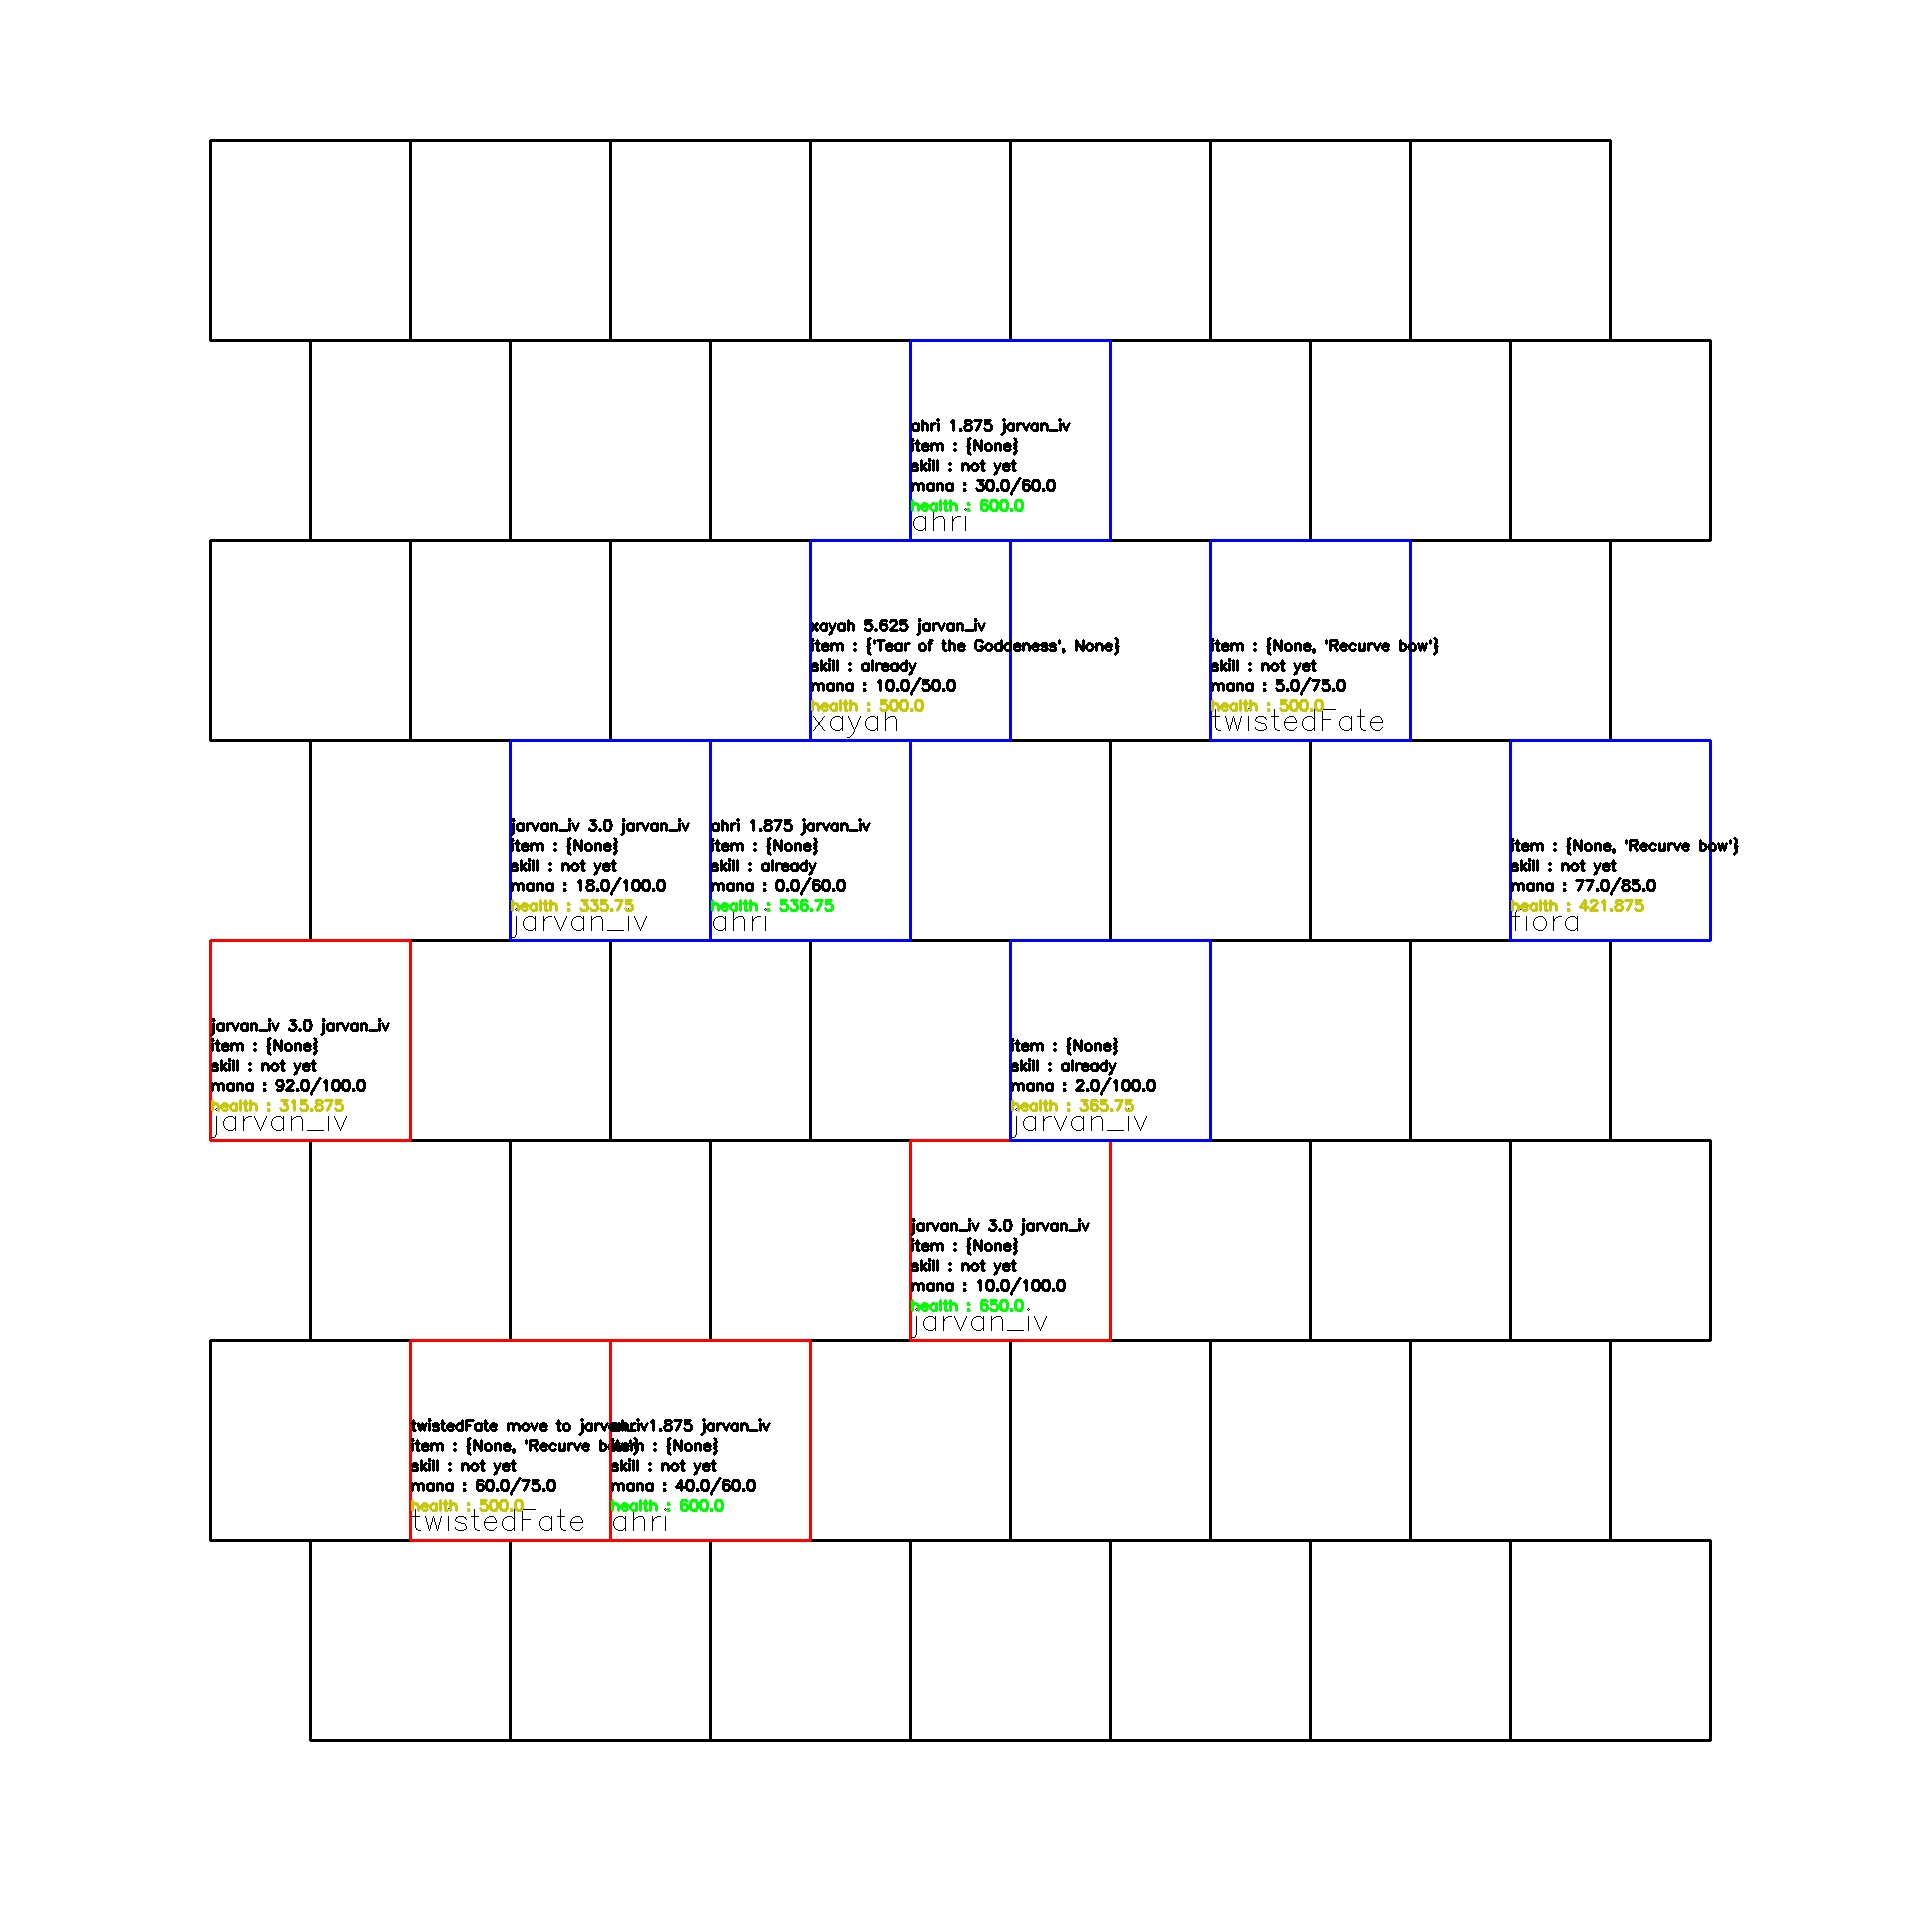 ahri 1.875 jarvan_iv
item : {None}
skill : not yet
mana : 30.0/60.0
health : 600.0
ahri
xayah 5.625 jarvan_iv
item : {'Tear of the Goddeness', None}
skill : already
mana : 10.0/50.0
health : 500.0
xayah
item : {None, 'Recurve bow'}
skill : not yet
mana : 5.0/75.0
health : 500.0
twistedFate
jarvan_iv 3.0 jarvan_iv
item : {None}
skill : not yet
mana : 18.0/100.0
health : 335.75
jarvan_iv
ahri 1.875 jarvan_iv
item : {None}
skill : already
mana : 0.0/60.0
health : 536.75
ahri
item : {None, 'Recurve bow'}
skill : not yet
mana : 77.0/85.0
health : 421.875
fiora
jarvan_iv 3.0 jarvan_iv
item : {None}
skill : not yet
mana : 92.0/100.0
health : 315.875
jarvan_iv
item : {None}
skill : already
mana : 2.0/100.0
health : 365.75
jarvan_iv
jarvan_iv 3.0 jarvan_iv
item : {None}
skill : not yet
mana : 10.0/100.0
health : 650.0
jarvan_iv
twistedFate move to jarvan_iv
item : {None, 'Recurve bow'}
skill : not yet
mana : 60.0/75.0
health : 500.0
twistedFate
ahri 1.875 jarvan_iv
item : {None}
skill : not yet
mana : 40.0/60.0
health : 600.0
ahri